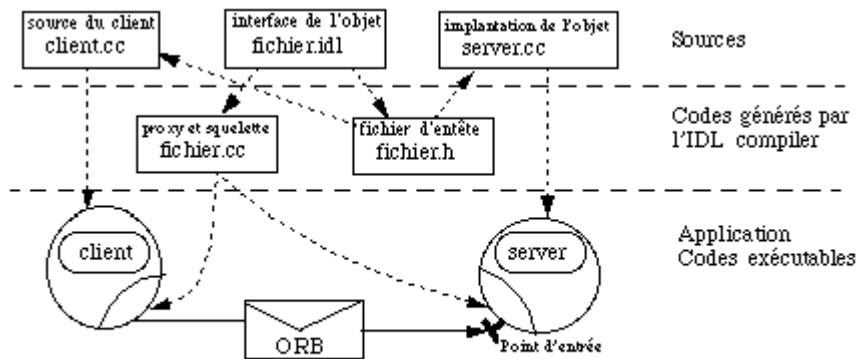 source du client
client.cc
interface de l'objet
fichier.idl
implantation de l'objet
server.cc
Sources
proxy et squelette
fichier.cc
fichier d'entête
fichier.h
Codes générés par
l'IDL compiler
client
server
Application
Codes exécutables
ORB
Point d'entrée